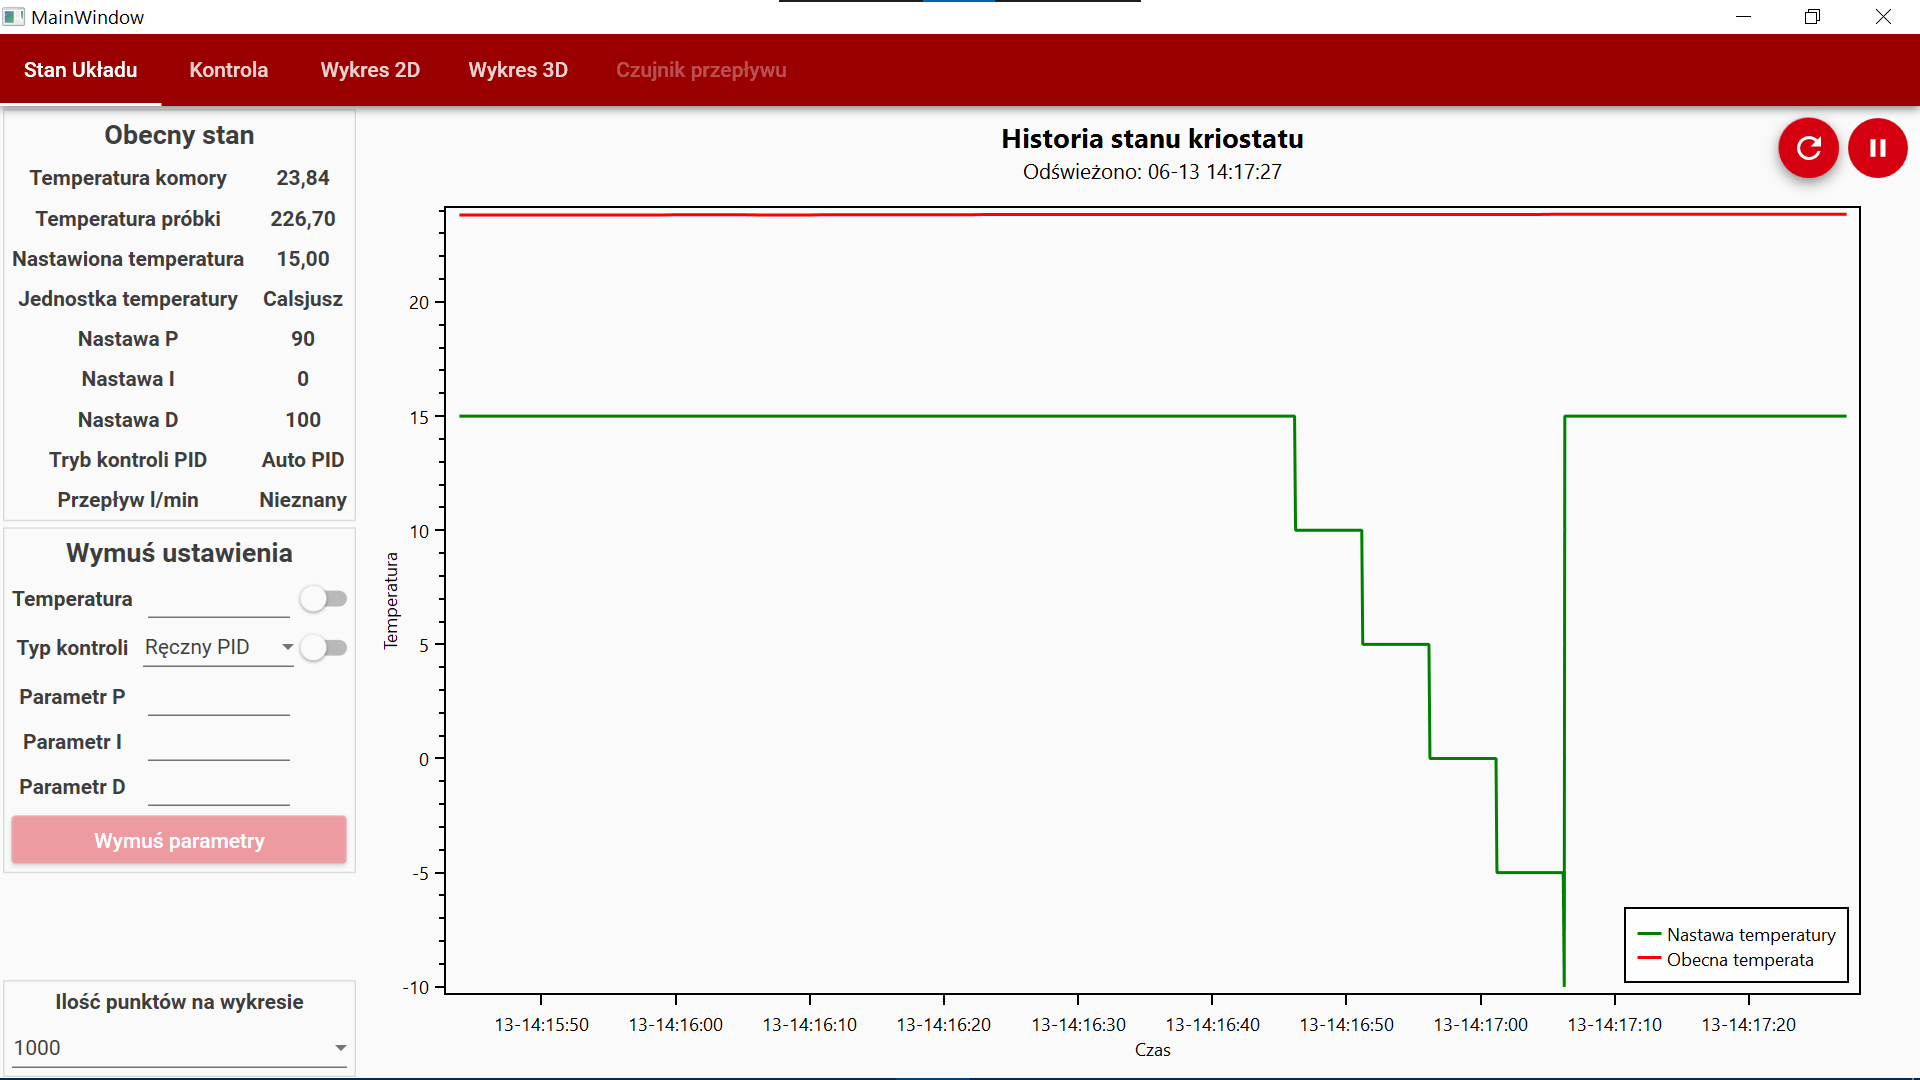 MainWindow
Stan Układu Kontrola Wykres 2D Wykres 3D Czujnik przepływu
Obecny stan
Temperatura komory 23,84
Temperatura próbki 226,70
Nastawiona temperatura 15,00
Jednostka temperatury Calsjusz
Nastawa P 90
Nastawa I 0
Nastawa D 100
Tryb kontroli PID Auto PID
Przepływ l/min Nieznany
Wymuś ustawienia
Temperatura
Typ kontroli Ręczny PID
Parametr P
Parametr I
Parametr D
Wymuś parametry
Ilość punktów na wykresie
1000
Historia stanu kriostatu
Odświeżono: 06-13 14:17:27
Temperatura
20
15
10
5
0
-5
-10
Nastawa temperatury
Obecna temperata
13-14:15:50 13-14:16:00 13-14:16:10 13-14:16:20 13-14:16:30 13-14:16:40 13-14:16:50 13-14:17:00 13-14:17:10 13-14:17:20
Czas